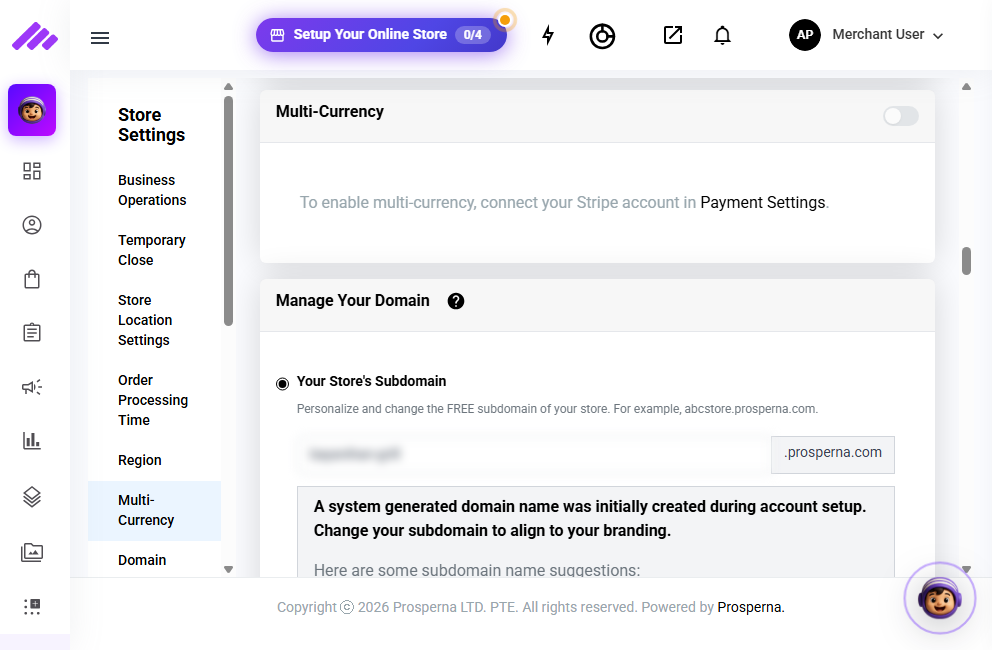 Setup Your Online Store 0/4
AP
Merchant User
Store
Settings
Business
Operations
Temporary
Close
Store
Location
Settings
Order
Processing
Time
Region
Multi-
Currency
Domain
Multi-Currency
To enable multi-currency, connect your Stripe account in Payment Settings.
Manage Your Domain ?
Your Store's Subdomain
Personalize and change the FREE subdomain of your store. For example, abcstore.prosperna.com.
.prosperna.com
A system generated domain name was initially created during account setup.
Change your subdomain to align to your branding.
Here are some subdomain name suggestions:
Copyright © 2026 Prosperna LTD. PTE. All rights reserved. Powered by Prosperna.